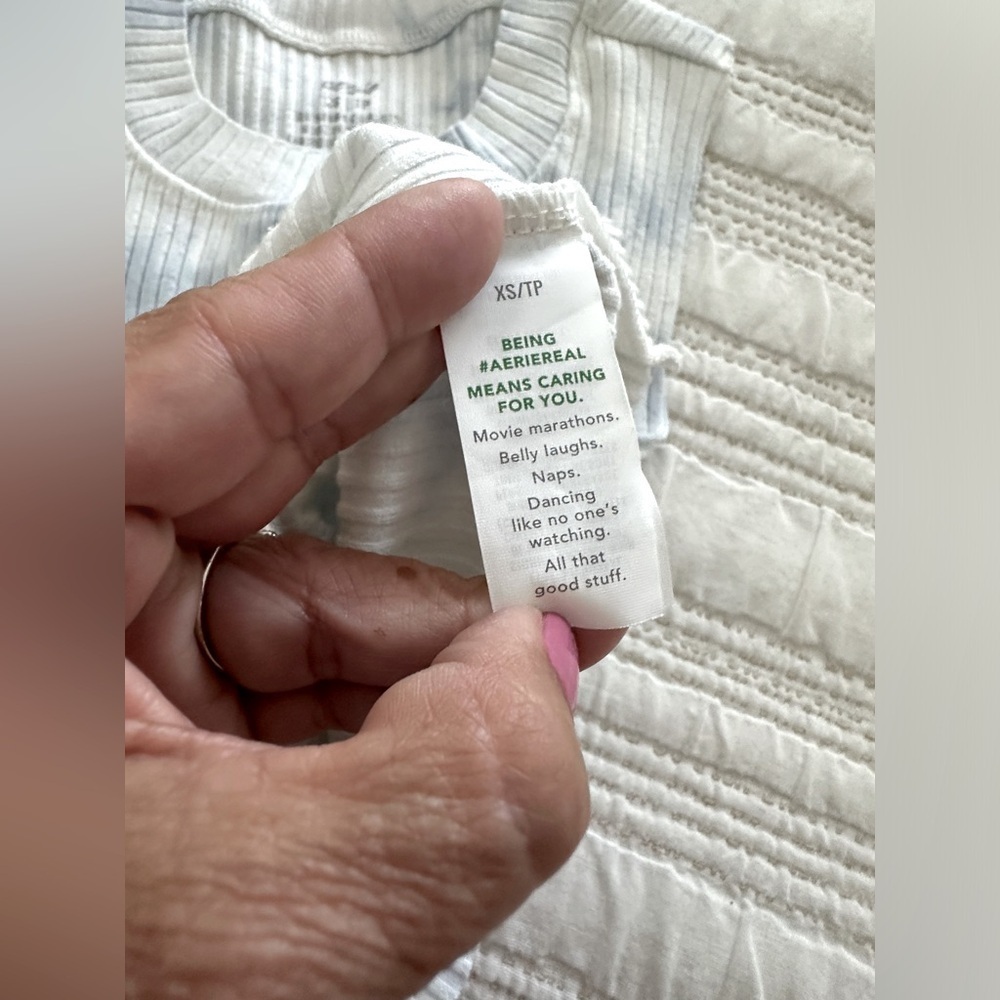 XS/TP
BEING
#AERIEREAL
MEANS CARING
FOR YOU.
Movie marathons.
Belly laughs.
Naps.
Dancing
like no one's
watching.
All that
good stuff.